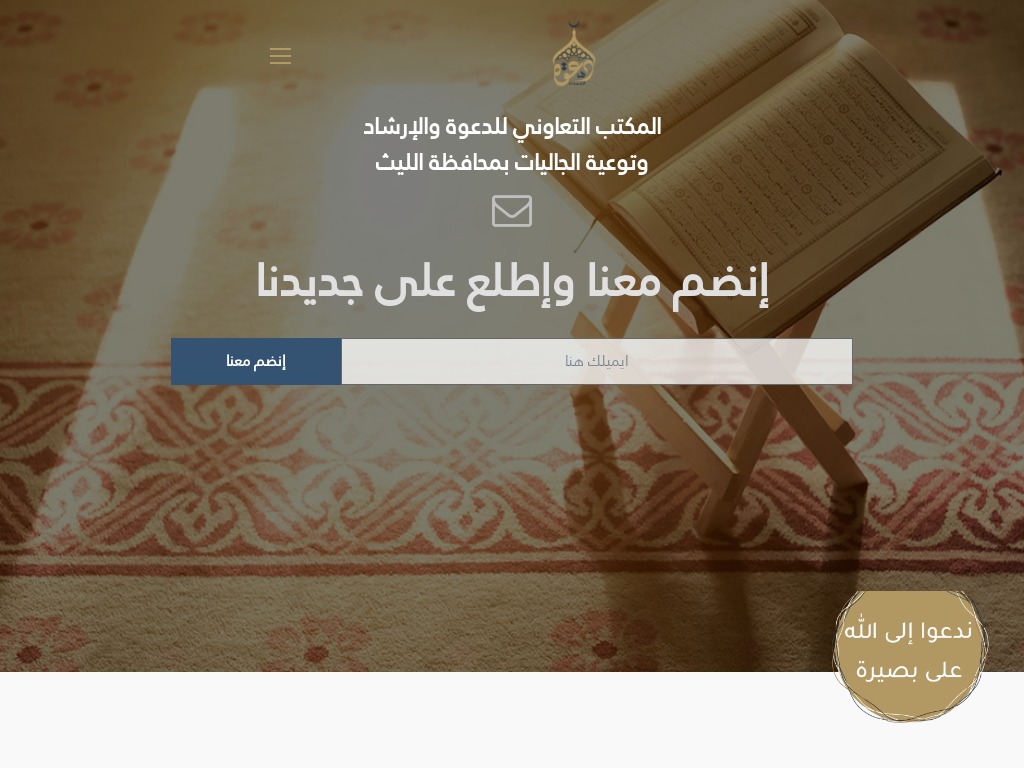 المكتب التعاوني للدعوة والإرشاد
وتوعية الجاليات بمحافظة الليث
إنضم معنا وإطلع على جديدنا
ايميلك هنا
إنضم معنا
ندعوا إلى الله
على بصيرة